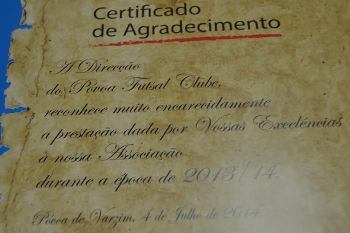 Certificado
de Agradecimento
A Direcção
do Póvoa Futsal Clube,
reconhece muito encarecidamente
a prestação dada por Vossas Excelências
à nossa Associação
durante a época de 2013/14.
Póvoa de Varzim, 4 de Julho de 2014.